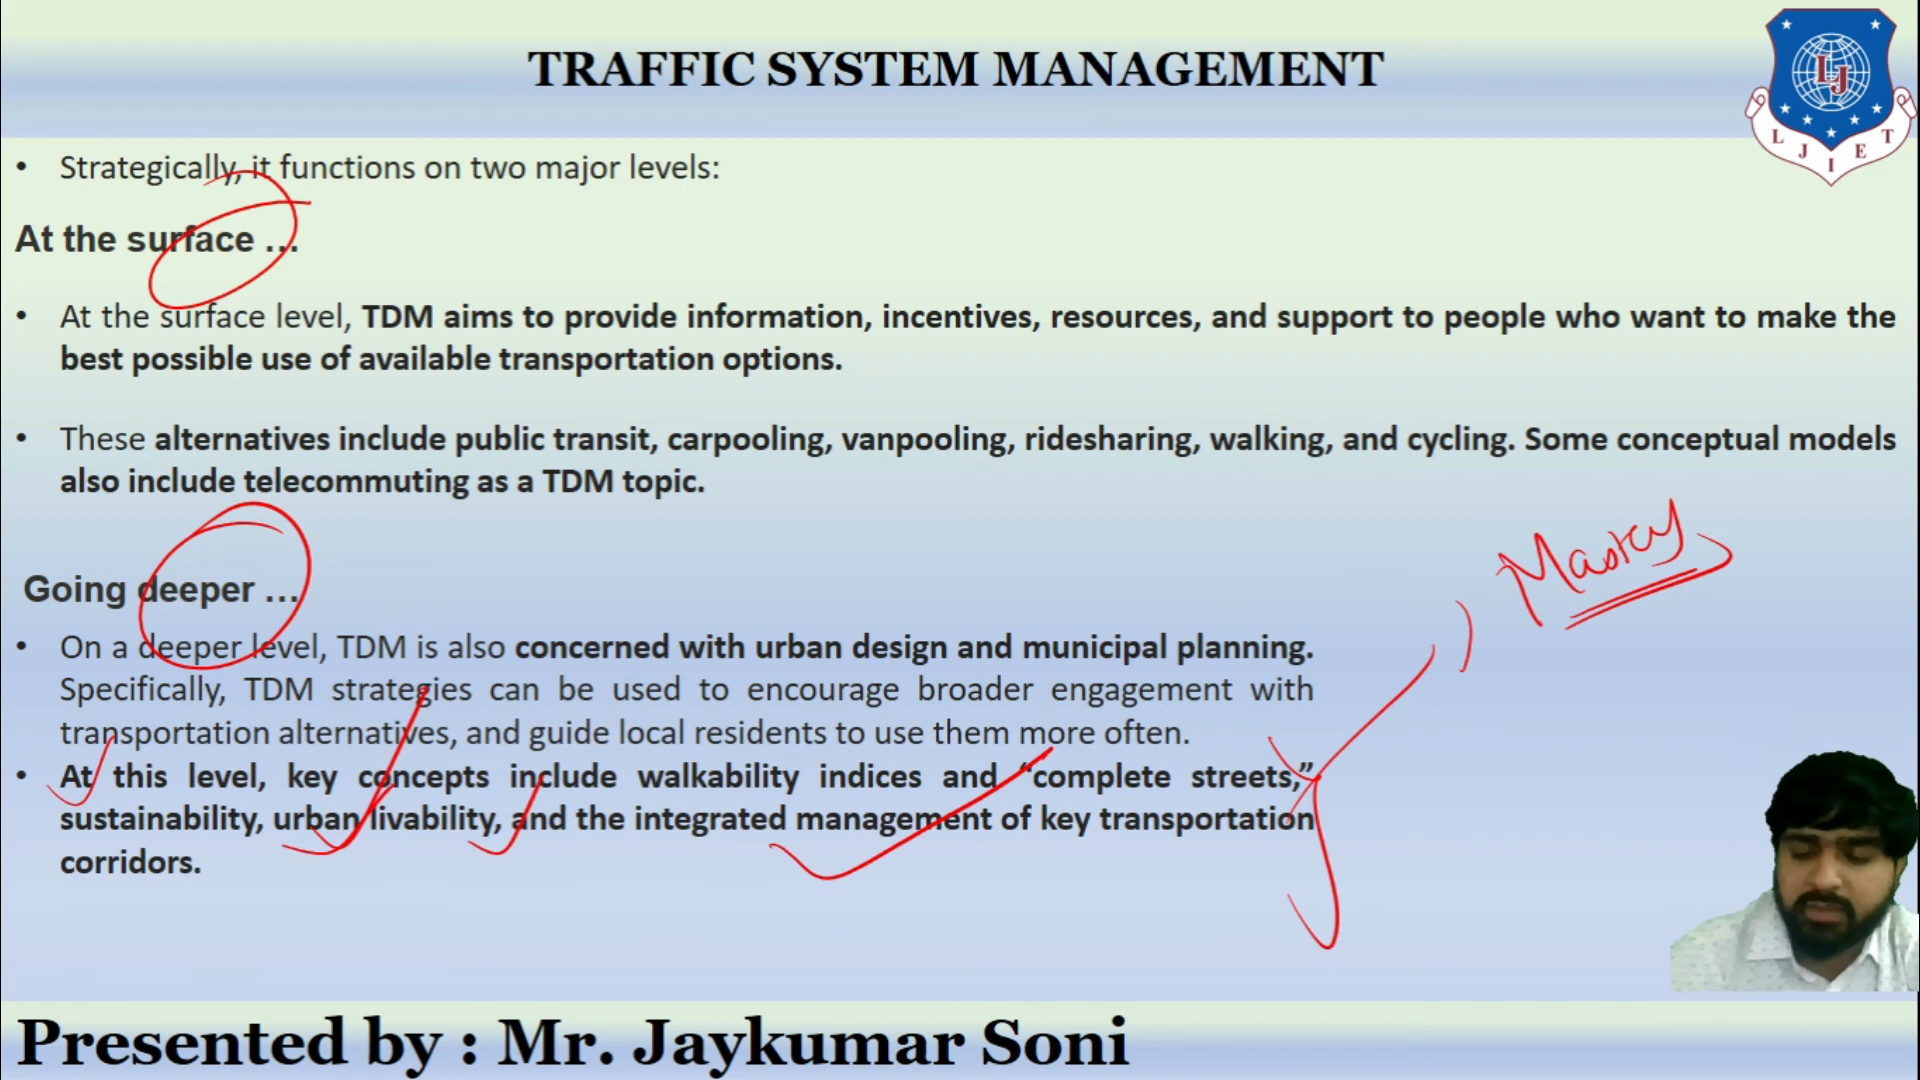 TRAFFIC SYSTEM MANAGEMENT
L J I E T
LJ
• Strategically, it functions on two major levels:
At the surface ...
• At the surface level, TDM aims to provide information, incentives, resources, and support to people who want to make the
best possible use of available transportation options.
• These alternatives include public transit, carpooling, vanpooling, ridesharing, walking, and cycling. Some conceptual models
also include telecommuting as a TDM topic.
Going deeper ...
• On a deeper level, TDM is also concerned with urban design and municipal planning.
Specifically, TDM strategies can be used to encourage broader engagement with
transportation alternatives, and guide local residents to use them more often.
• At this level, key concepts include walkability indices and “complete streets,”
sustainability, urban livability, and the integrated management of key transportation
corridors.
Presented by : Mr. Jaykumar Soni